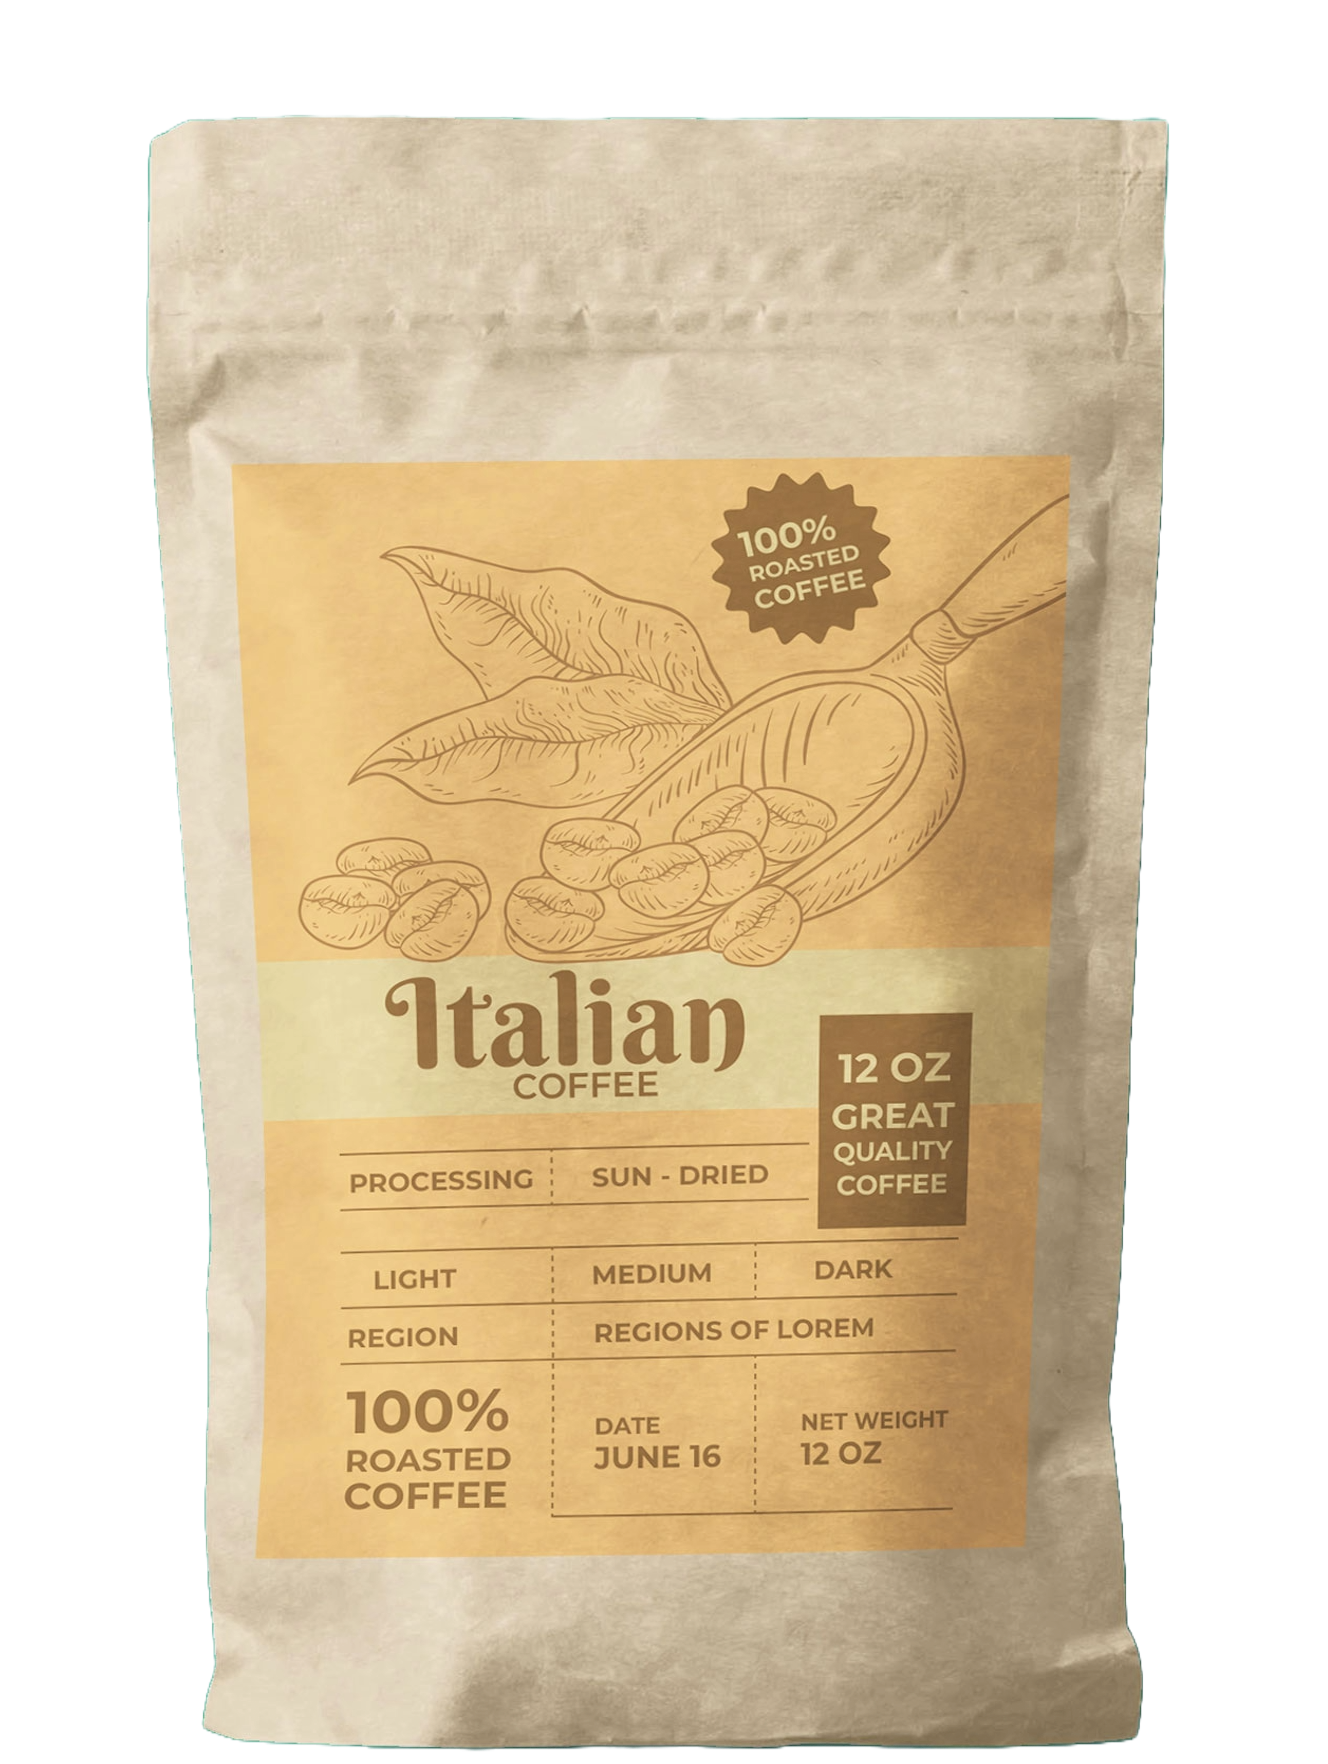 100%
ROASTED
COFFEE
Italian
COFFEE
12 OZ
GREAT
QUALITY
COFFEE
PROCESSING SUN - DRIED
LIGHT MEDIUM DARK
REGION REGIONS OF LOREM
100%
ROASTED
COFFEE
DATE
JUNE 16
NET WEIGHT
12 OZ